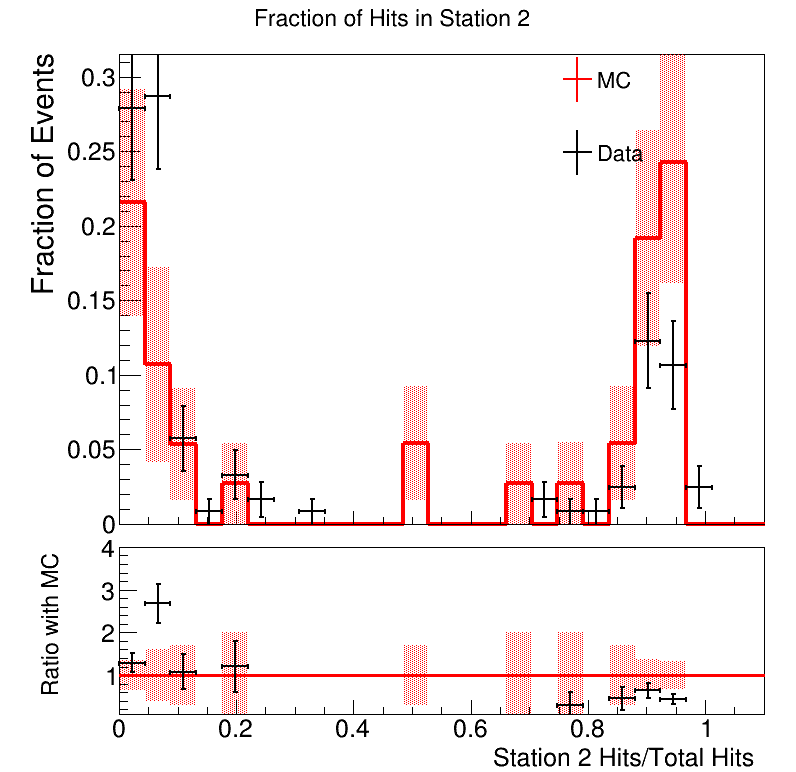 Fraction of Hits in Station 2
Fraction of Events
0.3
0.25
0.2
0.15
0.1
0.05
0
MC
Data
Ratio with MC
4
3
2
1
0
0.2
0.4
0.6
0.8
1
Station 2 Hits/Total Hits